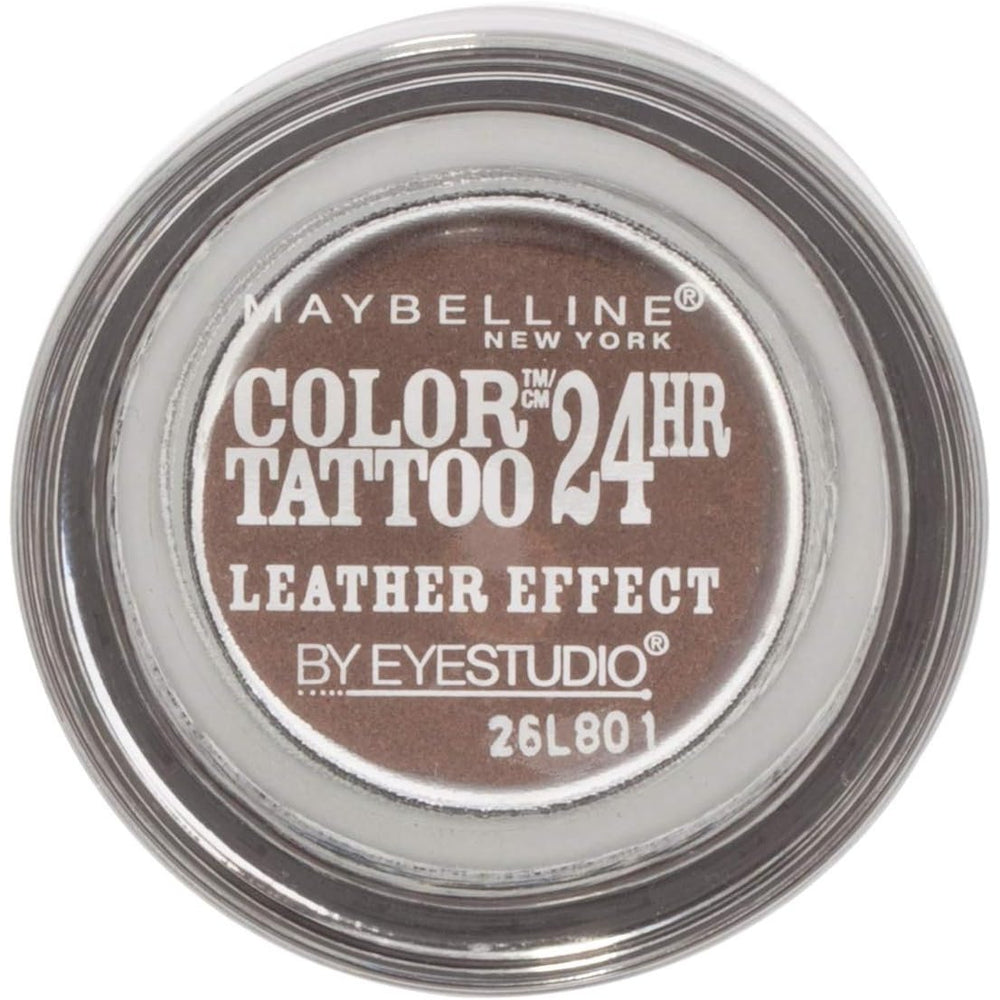 MAYBELLINE®
NEW YORK
COLOR™/CM 24HR
TATTOO
LEATHER EFFECT
BY EYESTUDIO®
26L801